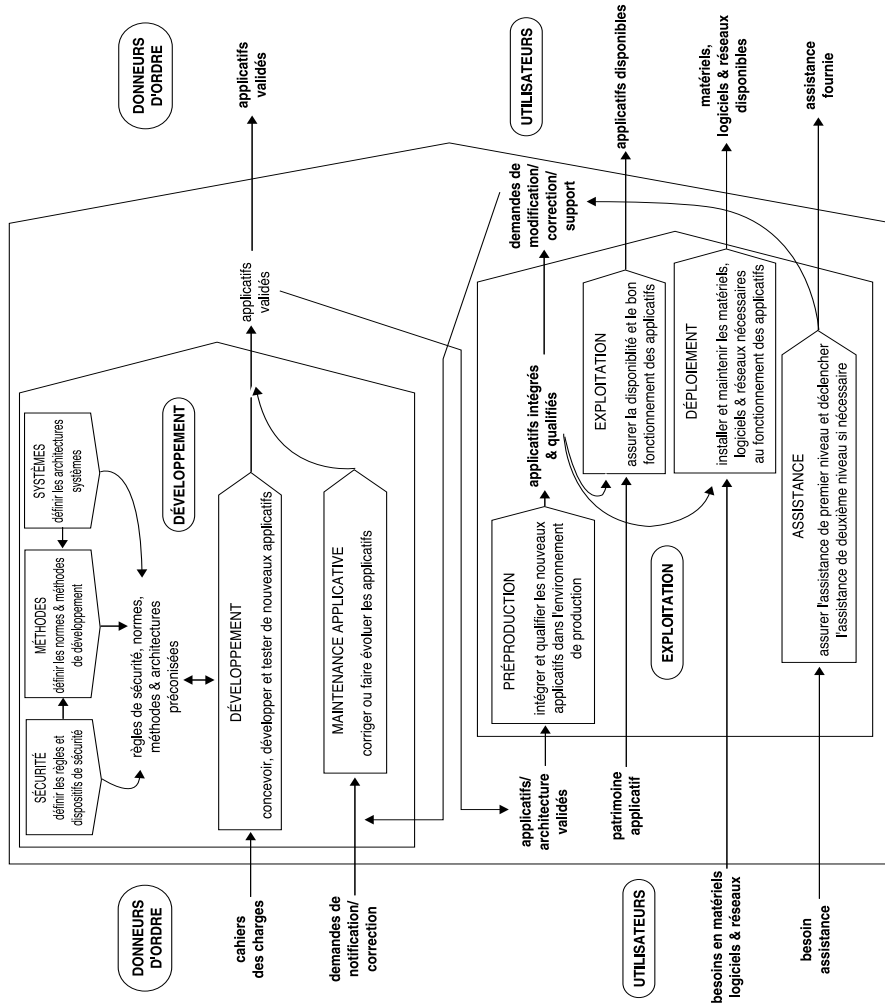 DONNEURS
D'ORDRE
cahiers
des charges
demandes de
notification/
correction
SÉCURITÉ
définir les règles et
dispositifs de sécurité
MÉTHODES
définir les normes & méthodes
de développement
SYSTÈMES
définir les architectures
systèmes
règles de sécurité, normes,
méthodes & architectures
préconisées
DÉVELOPPEMENT
DÉVELOPPEMENT
concevoir, développer et tester de nouveaux applicatifs
MAINTENANCE APPLICATIVE
corriger ou faire évoluer les applicatifs
applicatifs
validés
DONNEURS
D'ORDRE
applicatifs
validés
UTILISATEURS
besoins en matériels
logiciels & réseaux
besoin
assistance
applicatifs/
architecture
validés
patrimoine
applicatif
PRÉPRODUCTION
intégrer et qualifier les nouveaux
applicatifs dans l'environnement
de production
applicatifs intégrés
& qualifiés
demandes de
modification/
correction/
support
EXPLOITATION
EXPLOITATION
assurer la disponiblité et le bon
fonctionnement des applicatifs
DÉPLOIEMENT
installer et maintenir les matériels,
logiciels & réseaux nécessaires
au fonctionement des applicatifs
ASSISTANCE
assurer l'assistance de premier niveau et déclencher
l'assistance de deuxième niveau si nécessaire
UTILISATEURS
applicatifs disponibles
matériels,
logiciels & réseaux
disponibles
assistance
fournie